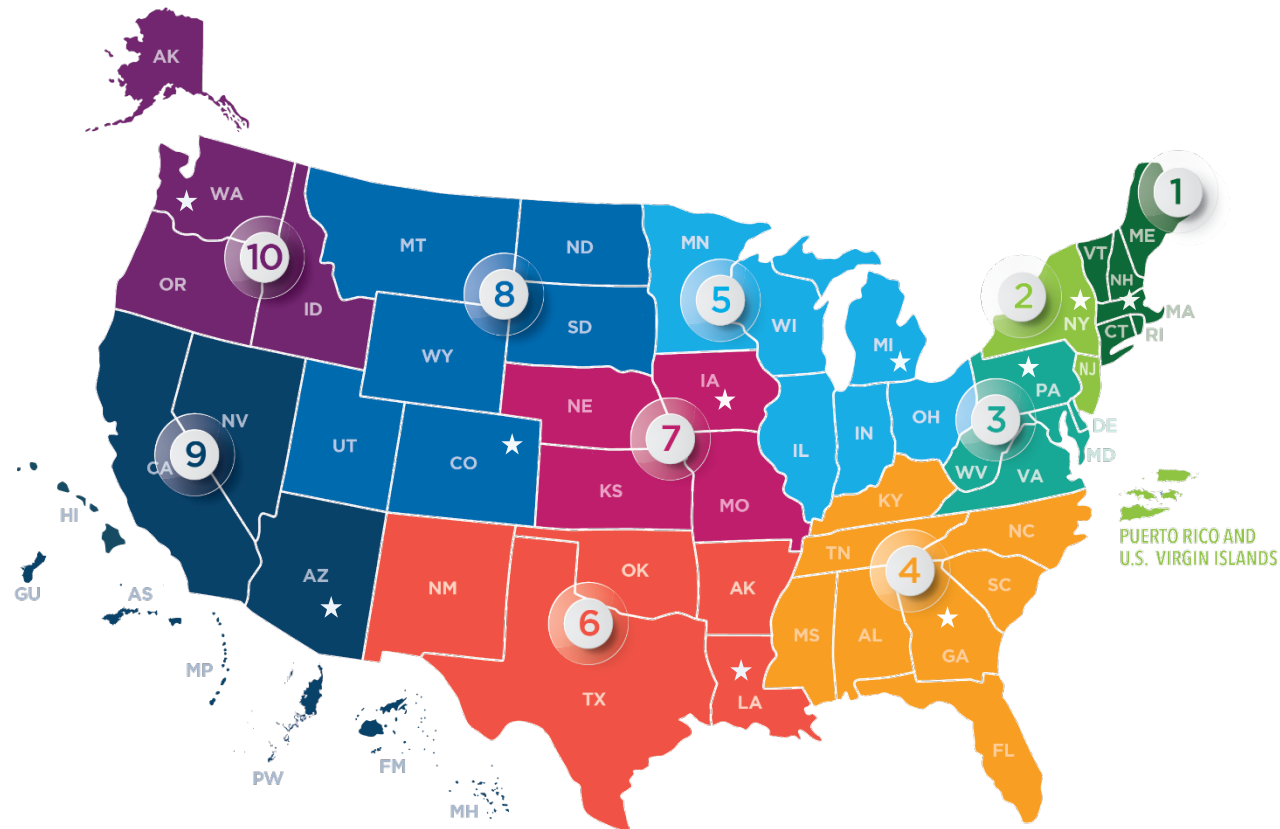 AK
WA
10
OR
ID
MT
ND
8
SD
WY
UT
CO
MN
5
WI
MI
IL
IN
OH
1
ME
VT
NH
MA
RI
CT
2
NY
NJ
PA
3
DE
MD
WV
VA
IA
NE
7
KS
MO
NV
9
CA
AZ
HI
GU
AS
MP
PW
FM
MH
NM
OK
AK
6
TX
LA
KY
TN
NC
4
SC
MS
AL
GA
FL
PUERTO RICO AND
U.S. VIRGIN ISLANDS